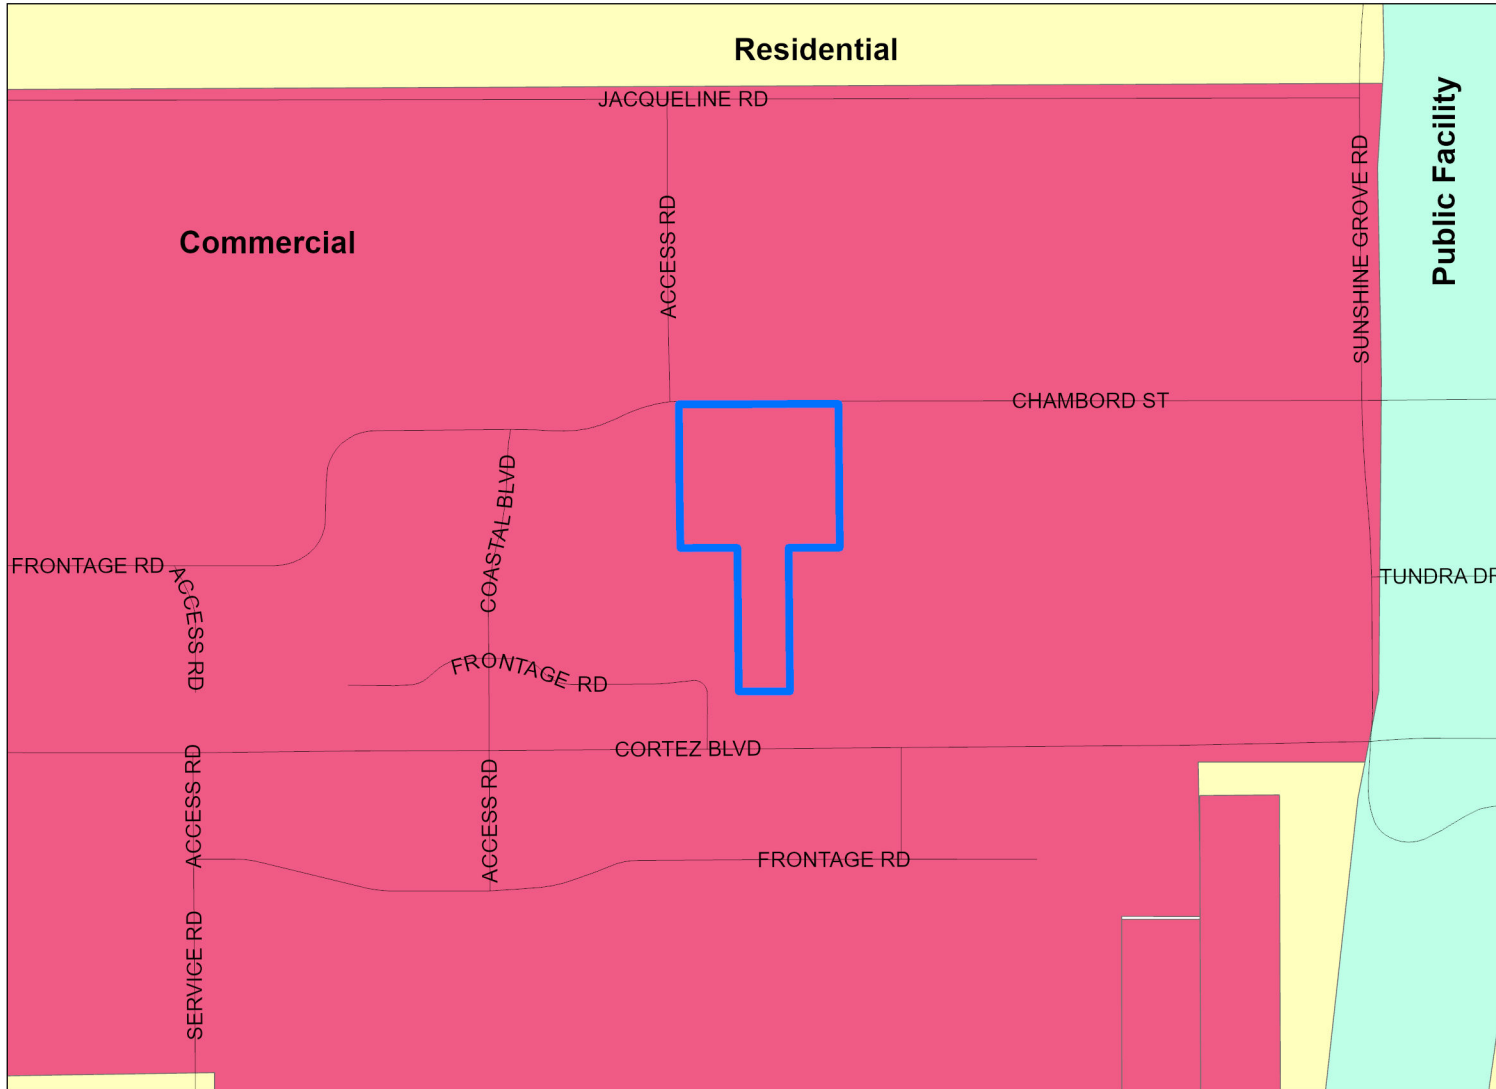 Residential
JACQUELINE RD
Public Facility
SUNSHINE GROVE RD
ACCESS RD
Commercial
CHAMBORD ST
COASTAL BLVD
FRONTAGE RD
ACCESS RD
TUNDRA DR
FRONTAGE RD
CORTEZ BLVD
ACCESS RD
ACCESS RD
FRONTAGE RD
SERVICE RD